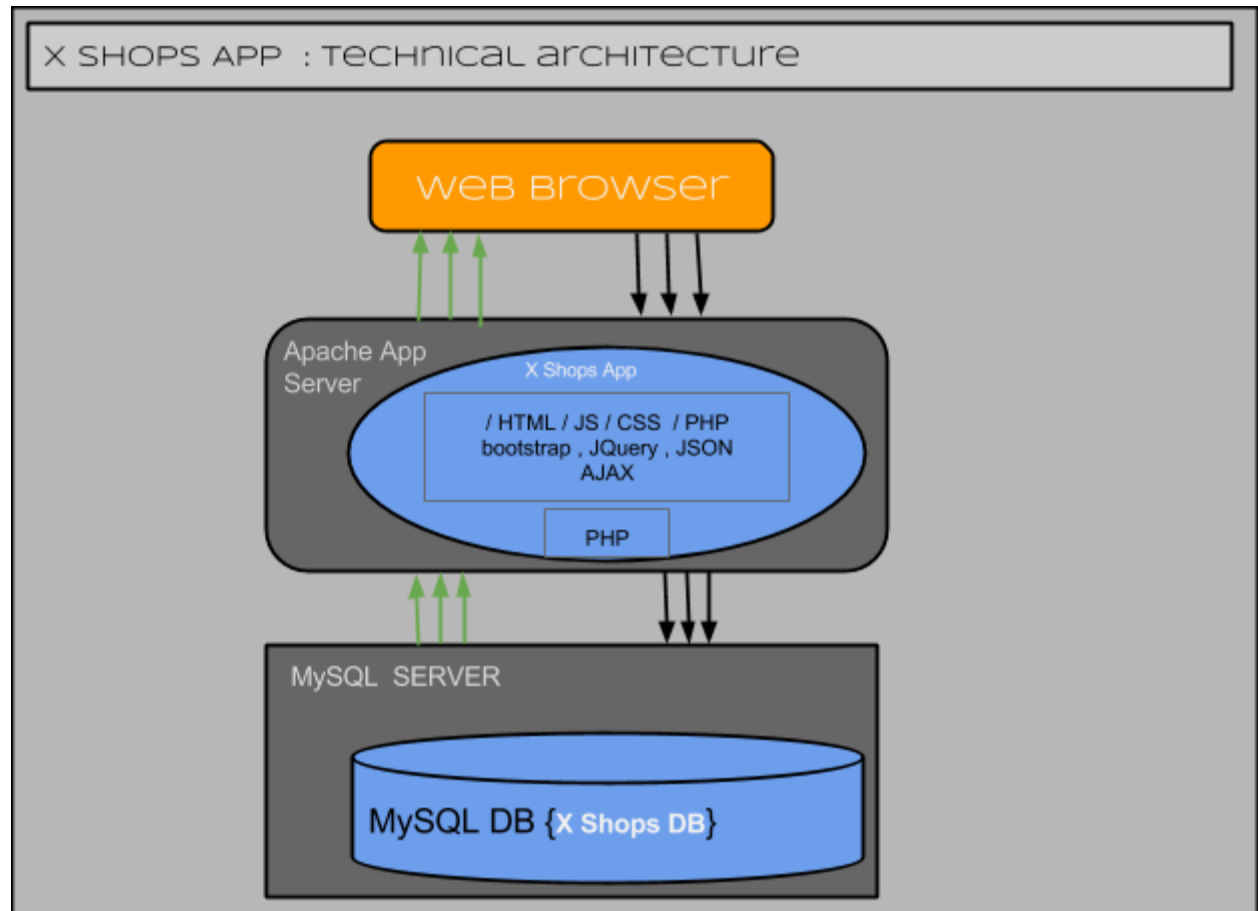 X SHOPS APP : TECHNICAL ARCHITECTURE
WEB BROWSER
Apache App
Server
X Shops App
/ HTML / JS / CSS / PHP
bootstrap , JQuery , JSON
AJAX
PHP
MySQL SERVER
MySQL DB {X Shops DB}